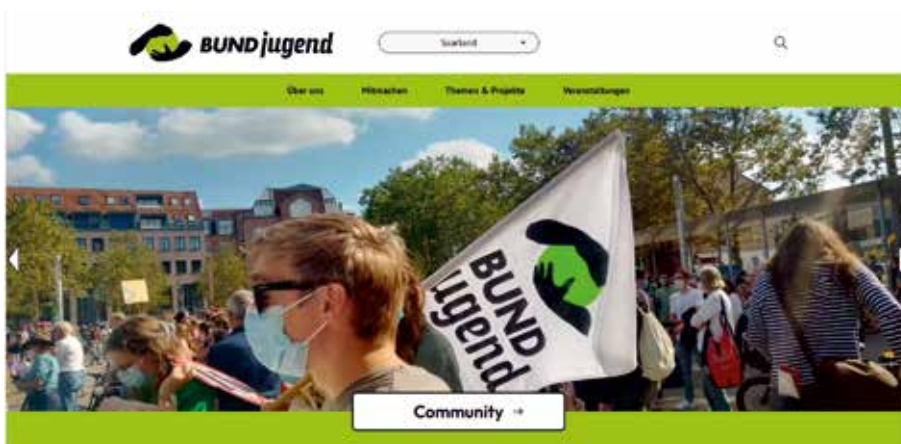 BUNDjugend
Saarland
Über uns Mitmachen Themen & Projekte Veranstaltungen
BUND
jugend
Community →